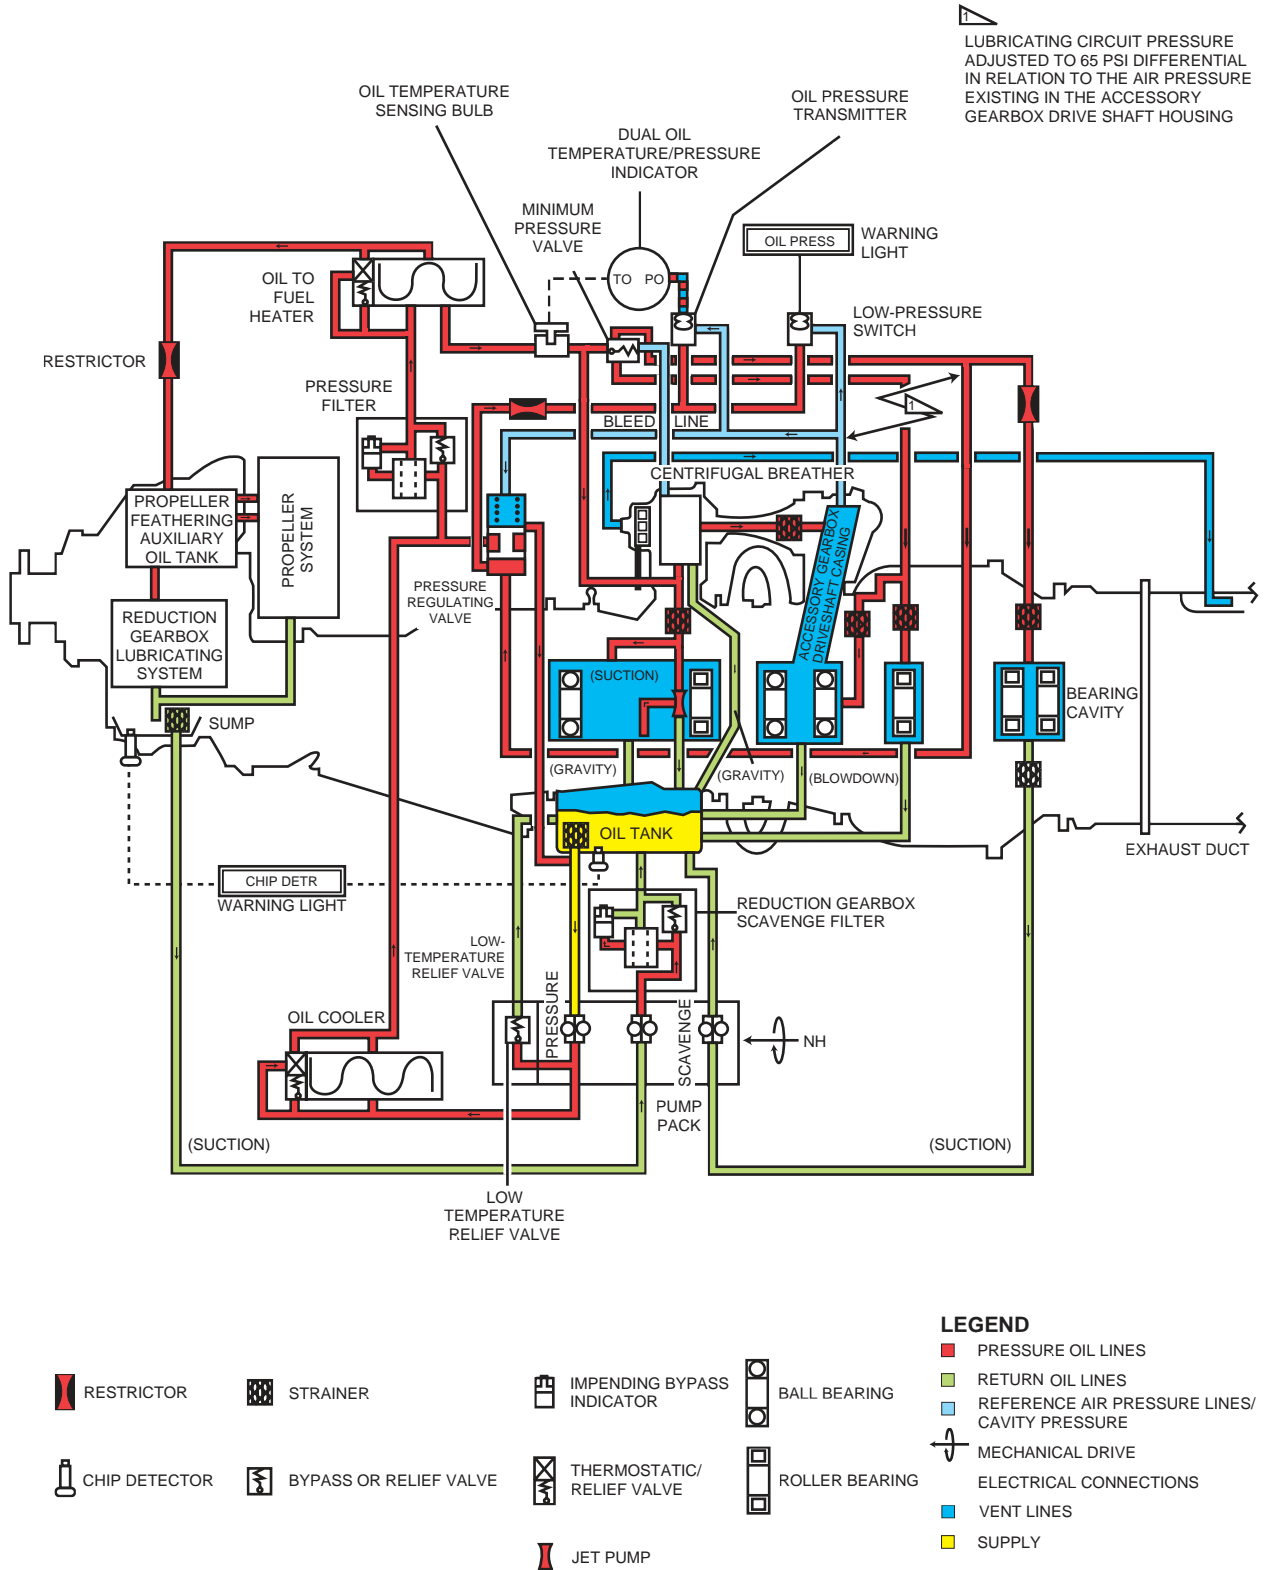 1
LUBRICATING CIRCUIT PRESSURE
ADJUSTED TO 65 PSI DIFFERENTIAL
IN RELATION TO THE AIR PRESSURE
EXISTING IN THE ACCESSORY
GEARBOX DRIVE SHAFT HOUSING
OIL TEMPERATURE
SENSING BULB
OIL PRESSURE
TRANSMITTER
DUAL OIL
TEMPERATURE/PRESSURE
INDICATOR
MINIMUM
PRESSURE
VALVE
OIL PRESS
WARNING
LIGHT
TO
PO
OIL TO
FUEL
HEATER
LOW-PRESSURE
SWITCH
RESTRICTOR
PRESSURE
FILTER
1
BLEED LINE
CENTRIFUGAL BREATHER
PROPELLER
FEATHERING
AUXILIARY
OIL TANK
PROPELLER
SYSTEM
PRESSURE
REGULATING
VALVE
ACCESSORY GEARBOX
DRIVESHAFT CASING
REDUCTION
GEARBOX
LUBRICATING
SYSTEM
(SUCTION)
BEARING
CAVITY
SUMP
(GRAVITY)
(GRAVITY)
(BLOWDOWN)
OIL TANK
EXHAUST DUCT
CHIP DETR
WARNING LIGHT
REDUCTION GEARBOX
SCAVENGE FILTER
LOW-
TEMPERATURE
RELIEF VALVE
PRESSURE
SCAVENGE
OIL COOLER
NH
PUMP
PACK
(SUCTION)
(SUCTION)
LOW
TEMPERATURE
RELIEF VALVE
LEGEND
PRESSURE OIL LINES
RETURN OIL LINES
REFERENCE AIR PRESSURE LINES/
CAVITY PRESSURE
MECHANICAL DRIVE
ELECTRICAL CONNECTIONS
VENT LINES
SUPPLY
RESTRICTOR
STRAINER
IMPENDING BYPASS
INDICATOR
BALL BEARING
CHIP DETECTOR
BYPASS OR RELIEF VALVE
THERMOSTATIC/
RELIEF VALVE
ROLLER BEARING
JET PUMP